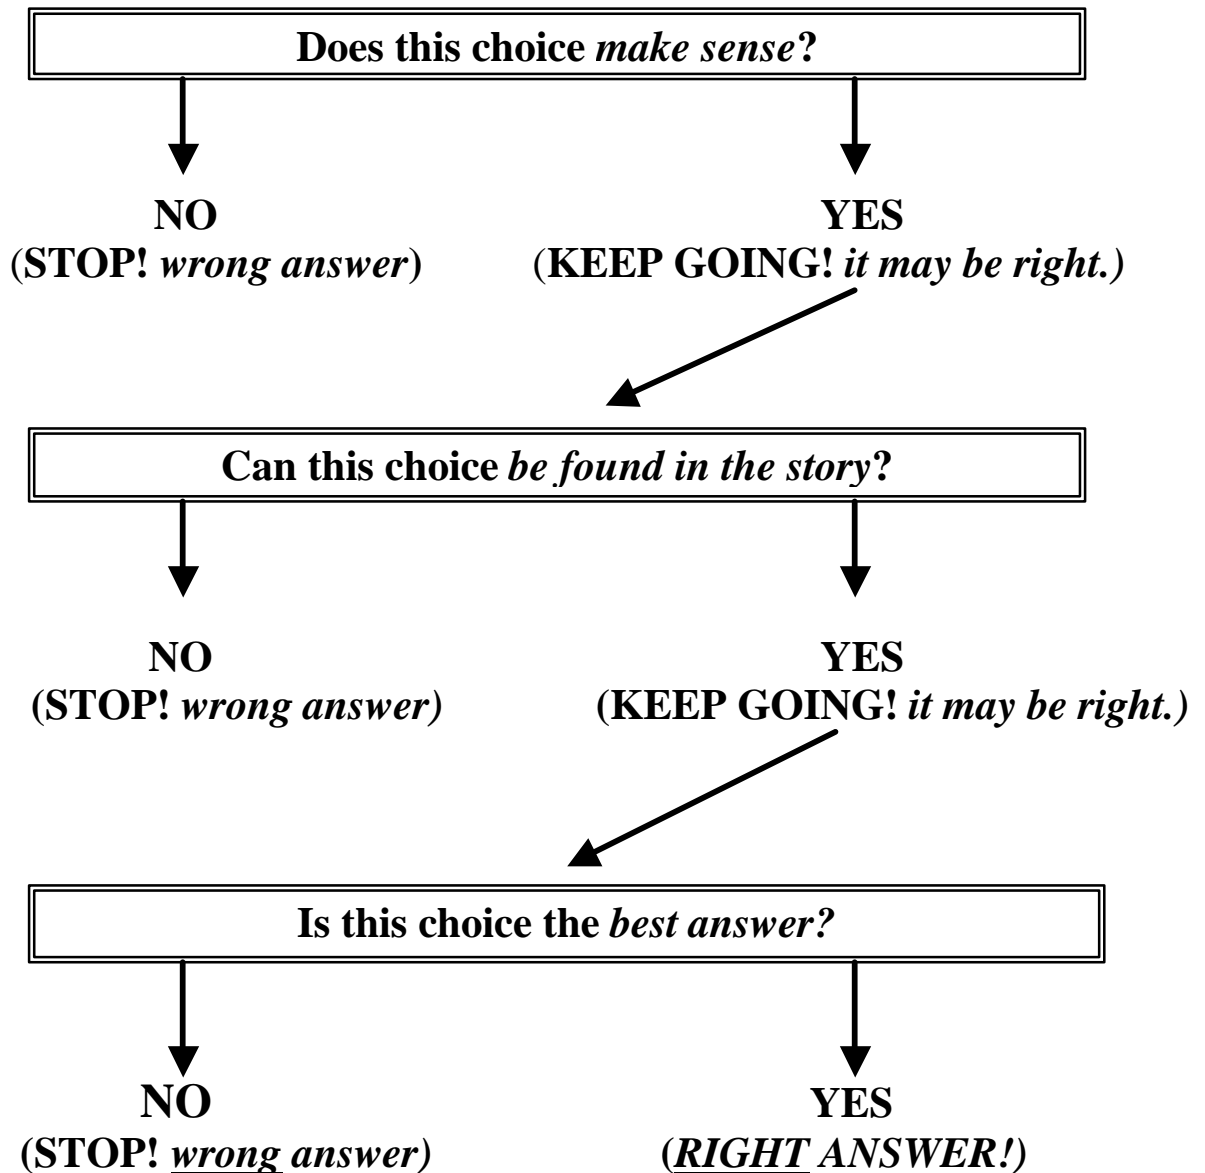 Does this choice make sense?
NO
YES
(STOP! wrong answer)
(KEEP GOING! it may be right.)
Can this choice be found in the story?
NO
YES
(STOP! wrong answer)
(KEEP GOING! it may be right.)
Is this choice the best answer?
NO
YES
(STOP! wrong answer)
(RIGHT ANSWER!)